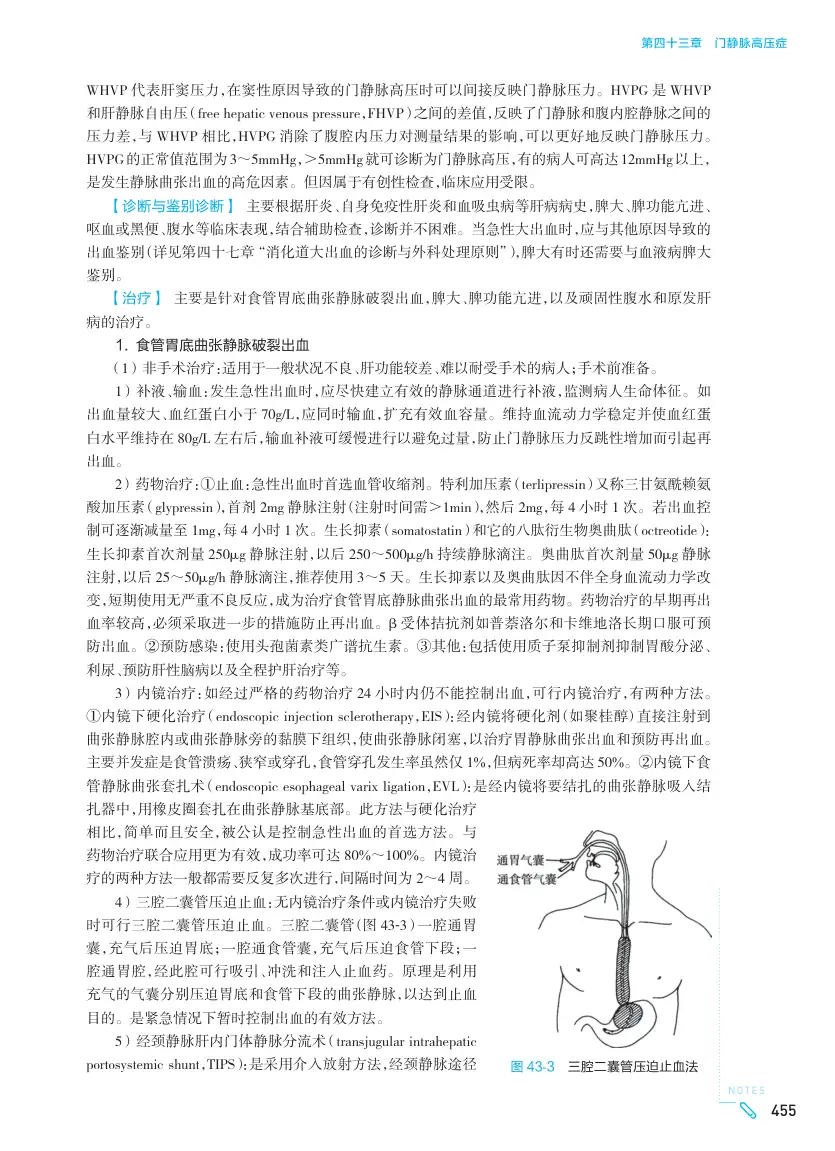 第四十三章 门静脉高压症
WHVP 代表肝窦压力,在窦性原因导致的门静脉高压时可以间接反映门静脉压力。HVPG 是 WHVP
和肝静脉自由压(free hepatic venous pressure,FHVP)之间的差值,反映了门静脉和腹内腔静脉之间的
压力差,与 WHVP 相比,HVPG 消除了腹腔内压力对测量结果的影响,可以更好地反映门静脉压力。
HVPG的正常值范围为3～5mmHg,＞5mmHg就可诊断为门静脉高压,有的病人可高达12mmHg以上,
是发生静脉曲张出血的高危因素。但因属于有创性检查,临床应用受限。
【诊断与鉴别诊断】 主要根据肝炎、自身免疫性肝炎和血吸虫病等肝病病史,脾大、脾功能亢进、
呕血或黑便、腹水等临床表现,结合辅助检查,诊断并不困难。当急性大出血时,应与其他原因导致的
出血鉴别(详见第四十七章“消化道大出血的诊断与外科处理原则”),脾大有时还需要与血液病脾大
鉴别。
【治疗】 主要是针对食管胃底曲张静脉破裂出血,脾大、脾功能亢进,以及顽固性腹水和原发肝
病的治疗。
1. 食管胃底曲张静脉破裂出血
(1)非手术治疗:适用于一般状况不良、肝功能较差、难以耐受手术的病人;手术前准备。
1)补液、输血:发生急性出血时,应尽快建立有效的静脉通道进行补液,监测病人生命体征。如
出血量较大、血红蛋白小于 70g/L,应同时输血,扩充有效血容量。维持血流动力学稳定并使血红蛋
白水平维持在 80g/L 左右后,输血补液可缓慢进行以避免过量,防止门静脉压力反跳性增加而引起再
出血。
2)药物治疗:①止血:急性出血时首选血管收缩剂。特利加压素(terlipressin)又称三甘氨酰赖氨
酸加压素(glypressin),首剂 2mg 静脉注射(注射时间需＞1min),然后 2mg,每 4 小时 1 次。若出血控
制可逐渐减量至 1mg,每 4 小时 1 次。生长抑素(somatostatin)和它的八肽衍生物奥曲肽(octreotide):
生长抑素首次剂量 250μg 静脉注射,以后 250～500μg/h 持续静脉滴注。奥曲肽首次剂量 50μg 静脉
注射,以后 25～50μg/h 静脉滴注,推荐使用 3～5 天。生长抑素以及奥曲肽因不伴全身血流动力学改
变,短期使用无严重不良反应,成为治疗食管胃底静脉曲张出血的最常用药物。药物治疗的早期再出
血率较高,必须采取进一步的措施防止再出血。β 受体拮抗剂如普萘洛尔和卡维地洛长期口服可预
防出血。②预防感染:使用头孢菌素类广谱抗生素。③其他:包括使用质子泵抑制剂抑制胃酸分泌、
利尿、预防肝性脑病以及全程护肝治疗等。
3)内镜治疗:如经过严格的药物治疗 24 小时内仍不能控制出血,可行内镜治疗,有两种方法。
①内镜下硬化治疗(endoscopic injection sclerotherapy,EIS):经内镜将硬化剂(如聚桂醇)直接注射到
曲张静脉腔内或曲张静脉旁的黏膜下组织,使曲张静脉闭塞,以治疗胃静脉曲张出血和预防再出血。
主要并发症是食管溃疡、狭窄或穿孔,食管穿孔发生率虽然仅 1%,但病死率却高达 50%。②内镜下食
管静脉曲张套扎术(endoscopic esophageal varix ligation,EVL):是经内镜将要结扎的曲张静脉吸入结
扎器中,用橡皮圈套扎在曲张静脉基底部。此方法与硬化治疗
相比,简单而且安全,被公认是控制急性出血的首选方法。与
药物治疗联合应用更为有效,成功率可达 80%～100%。内镜治
疗的两种方法一般都需要反复多次进行,间隔时间为 2～4 周。
4)三腔二囊管压迫止血:无内镜治疗条件或内镜治疗失败
时可行三腔二囊管压迫止血。三腔二囊管(图 43-3)一腔通胃
囊,充气后压迫胃底;一腔通食管囊,充气后压迫食管下段;一
腔通胃腔,经此腔可行吸引、冲洗和注入止血药。原理是利用
充气的气囊分别压迫胃底和食管下段的曲张静脉,以达到止血
目的。是紧急情况下暂时控制出血的有效方法。
5)经颈静脉肝内门体静脉分流术(transjugular intrahepatic
portosystemic shunt,TIPS):是采用介入放射方法,经颈静脉途径
通胃气囊
通食管气囊
图 43-3 三腔二囊管压迫止血法
NOTES
455